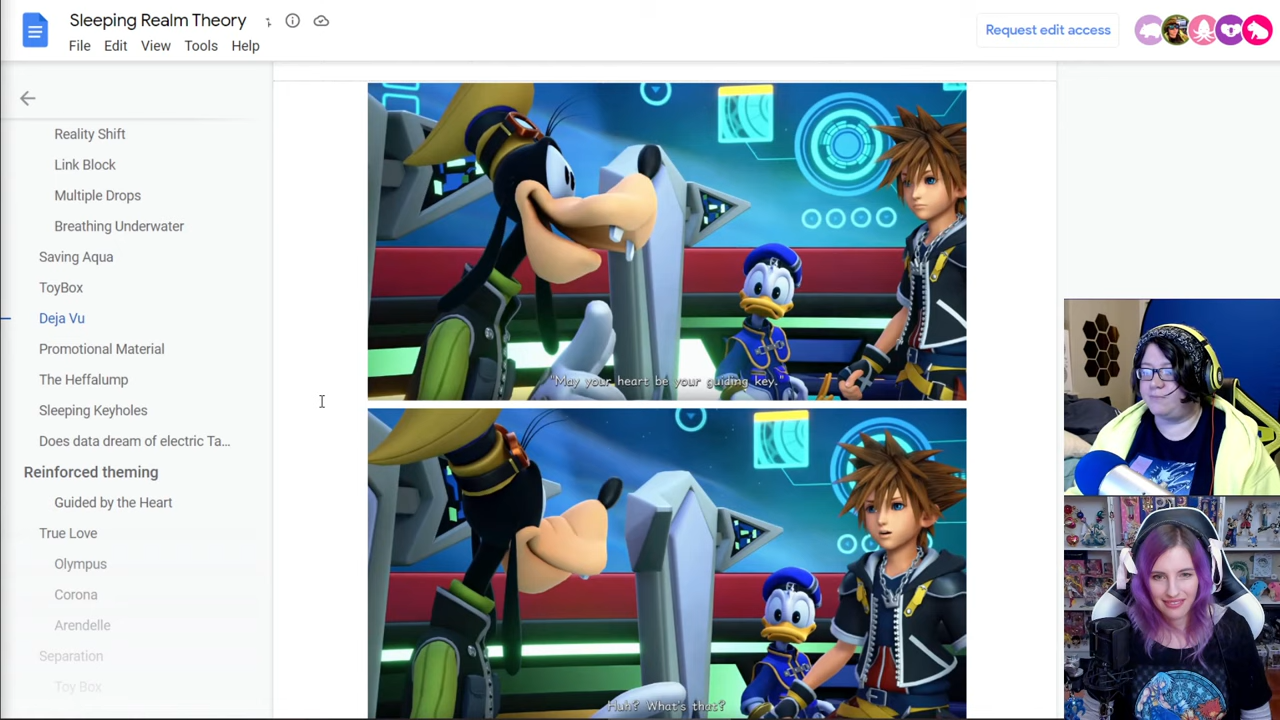 Sleeping Realm Theory
File Edit View Tools Help
Request edit access
Reality Shift
Link Block
Multiple Drops
Breathing Underwater
Saving Aqua
ToyBox
Deja Vu
Promotional Material
The Heffalump
Sleeping Keyholes
Does data dream of electric Ta...
Reinforced theming
Guided by the Heart
True Love
Olympus
Corona
Arendelle
Separation
Toy Box
"May your heart be your guiding key."
Huh? What's that?